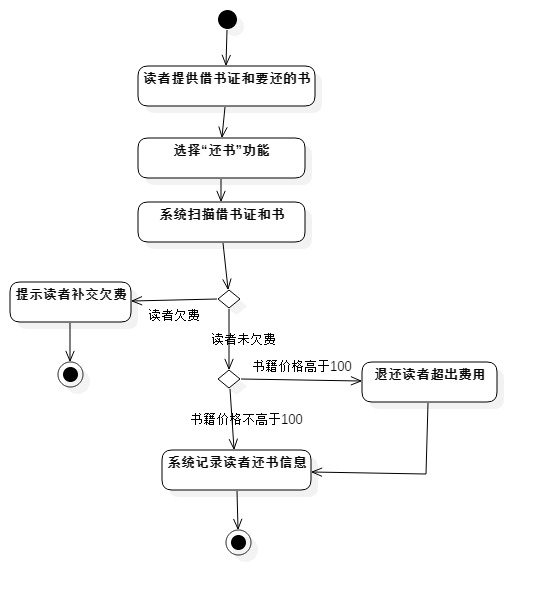 读者提供借书证和要还的书
选择“还书”功能
系统扫描借书证和书
提示读者补交欠费
读者欠费
读者未欠费
书籍价格高于100
退还读者超出费用
书籍价格不高于100
系统记录读者还书信息